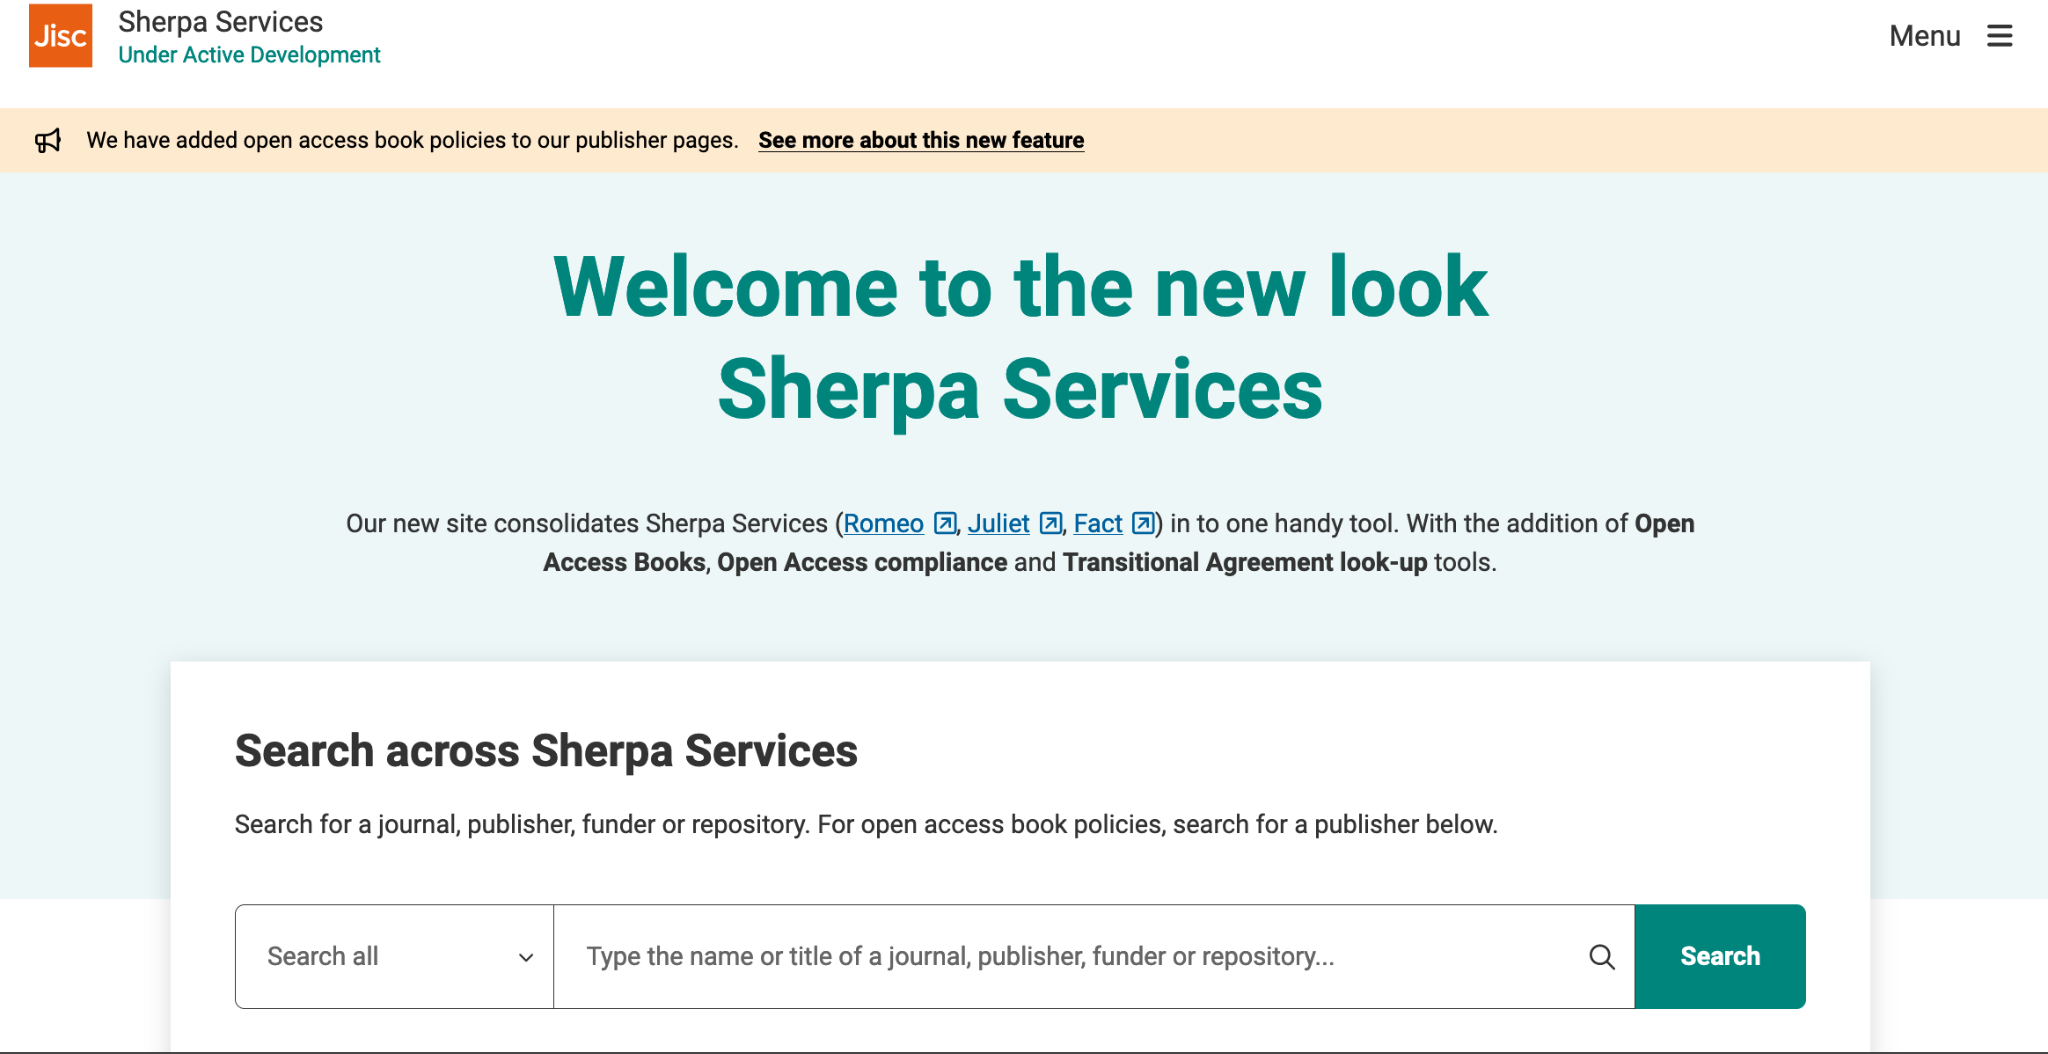 Jisc
Sherpa Services
Under Active Development
Menu
We have added open access book policies to our publisher pages. See more about this new feature
Welcome to the new look
Sherpa Services
Our new site consolidates Sherpa Services (Romeo, Juliet, Fact) in to one handy tool. With the addition of Open
Access Books, Open Access compliance and Transitional Agreement look-up tools.
Search across Sherpa Services
Search for a journal, publisher, funder or repository. For open access book policies, search for a publisher below.
Search all
Type the name or title of a journal, publisher, funder or repository...
Search